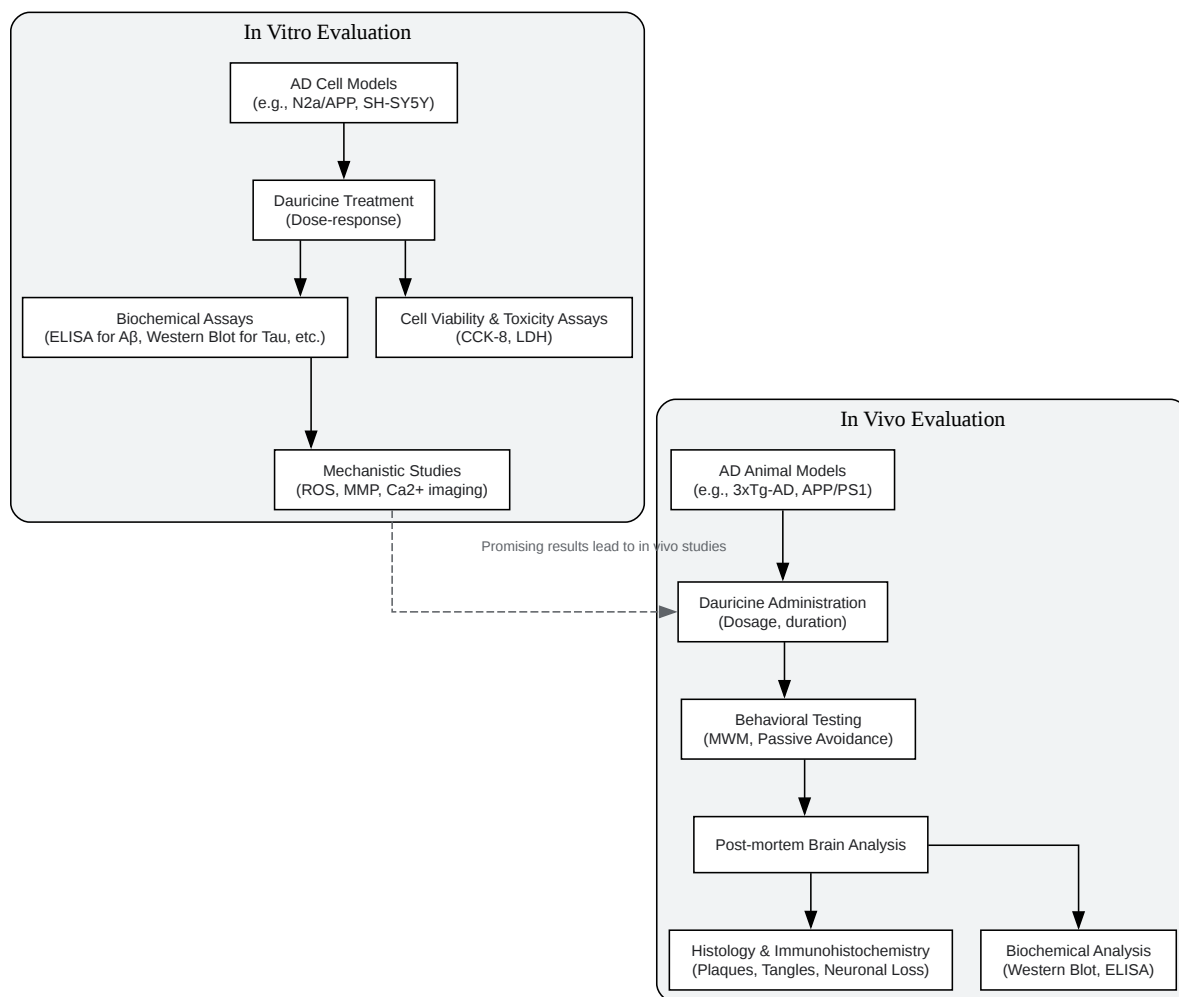 In Vitro Evaluation
AD Cell Models
(e.g., N2a/APP, SH-SY5Y)
Dauricine Treatment
(Dose-response)
Biochemical Assays
(ELISA for Aβ, Western Blot for Tau, etc.)
Cell Viability & Toxicity Assays
(CCK-8, LDH)
Mechanistic Studies
(ROS, MMP, Ca2+ imaging)
Promising results lead to in vivo studies
In Vivo Evaluation
AD Animal Models
(e.g., 3xTg-AD, APP/PS1)
Dauricine Administration
(Dosage, duration)
Behavioral Testing
(MWM, Passive Avoidance)
Post-mortem Brain Analysis
Histology & Immunohistochemistry
(Plaques, Tangles, Neuronal Loss)
Biochemical Analysis
(Western Blot, ELISA)